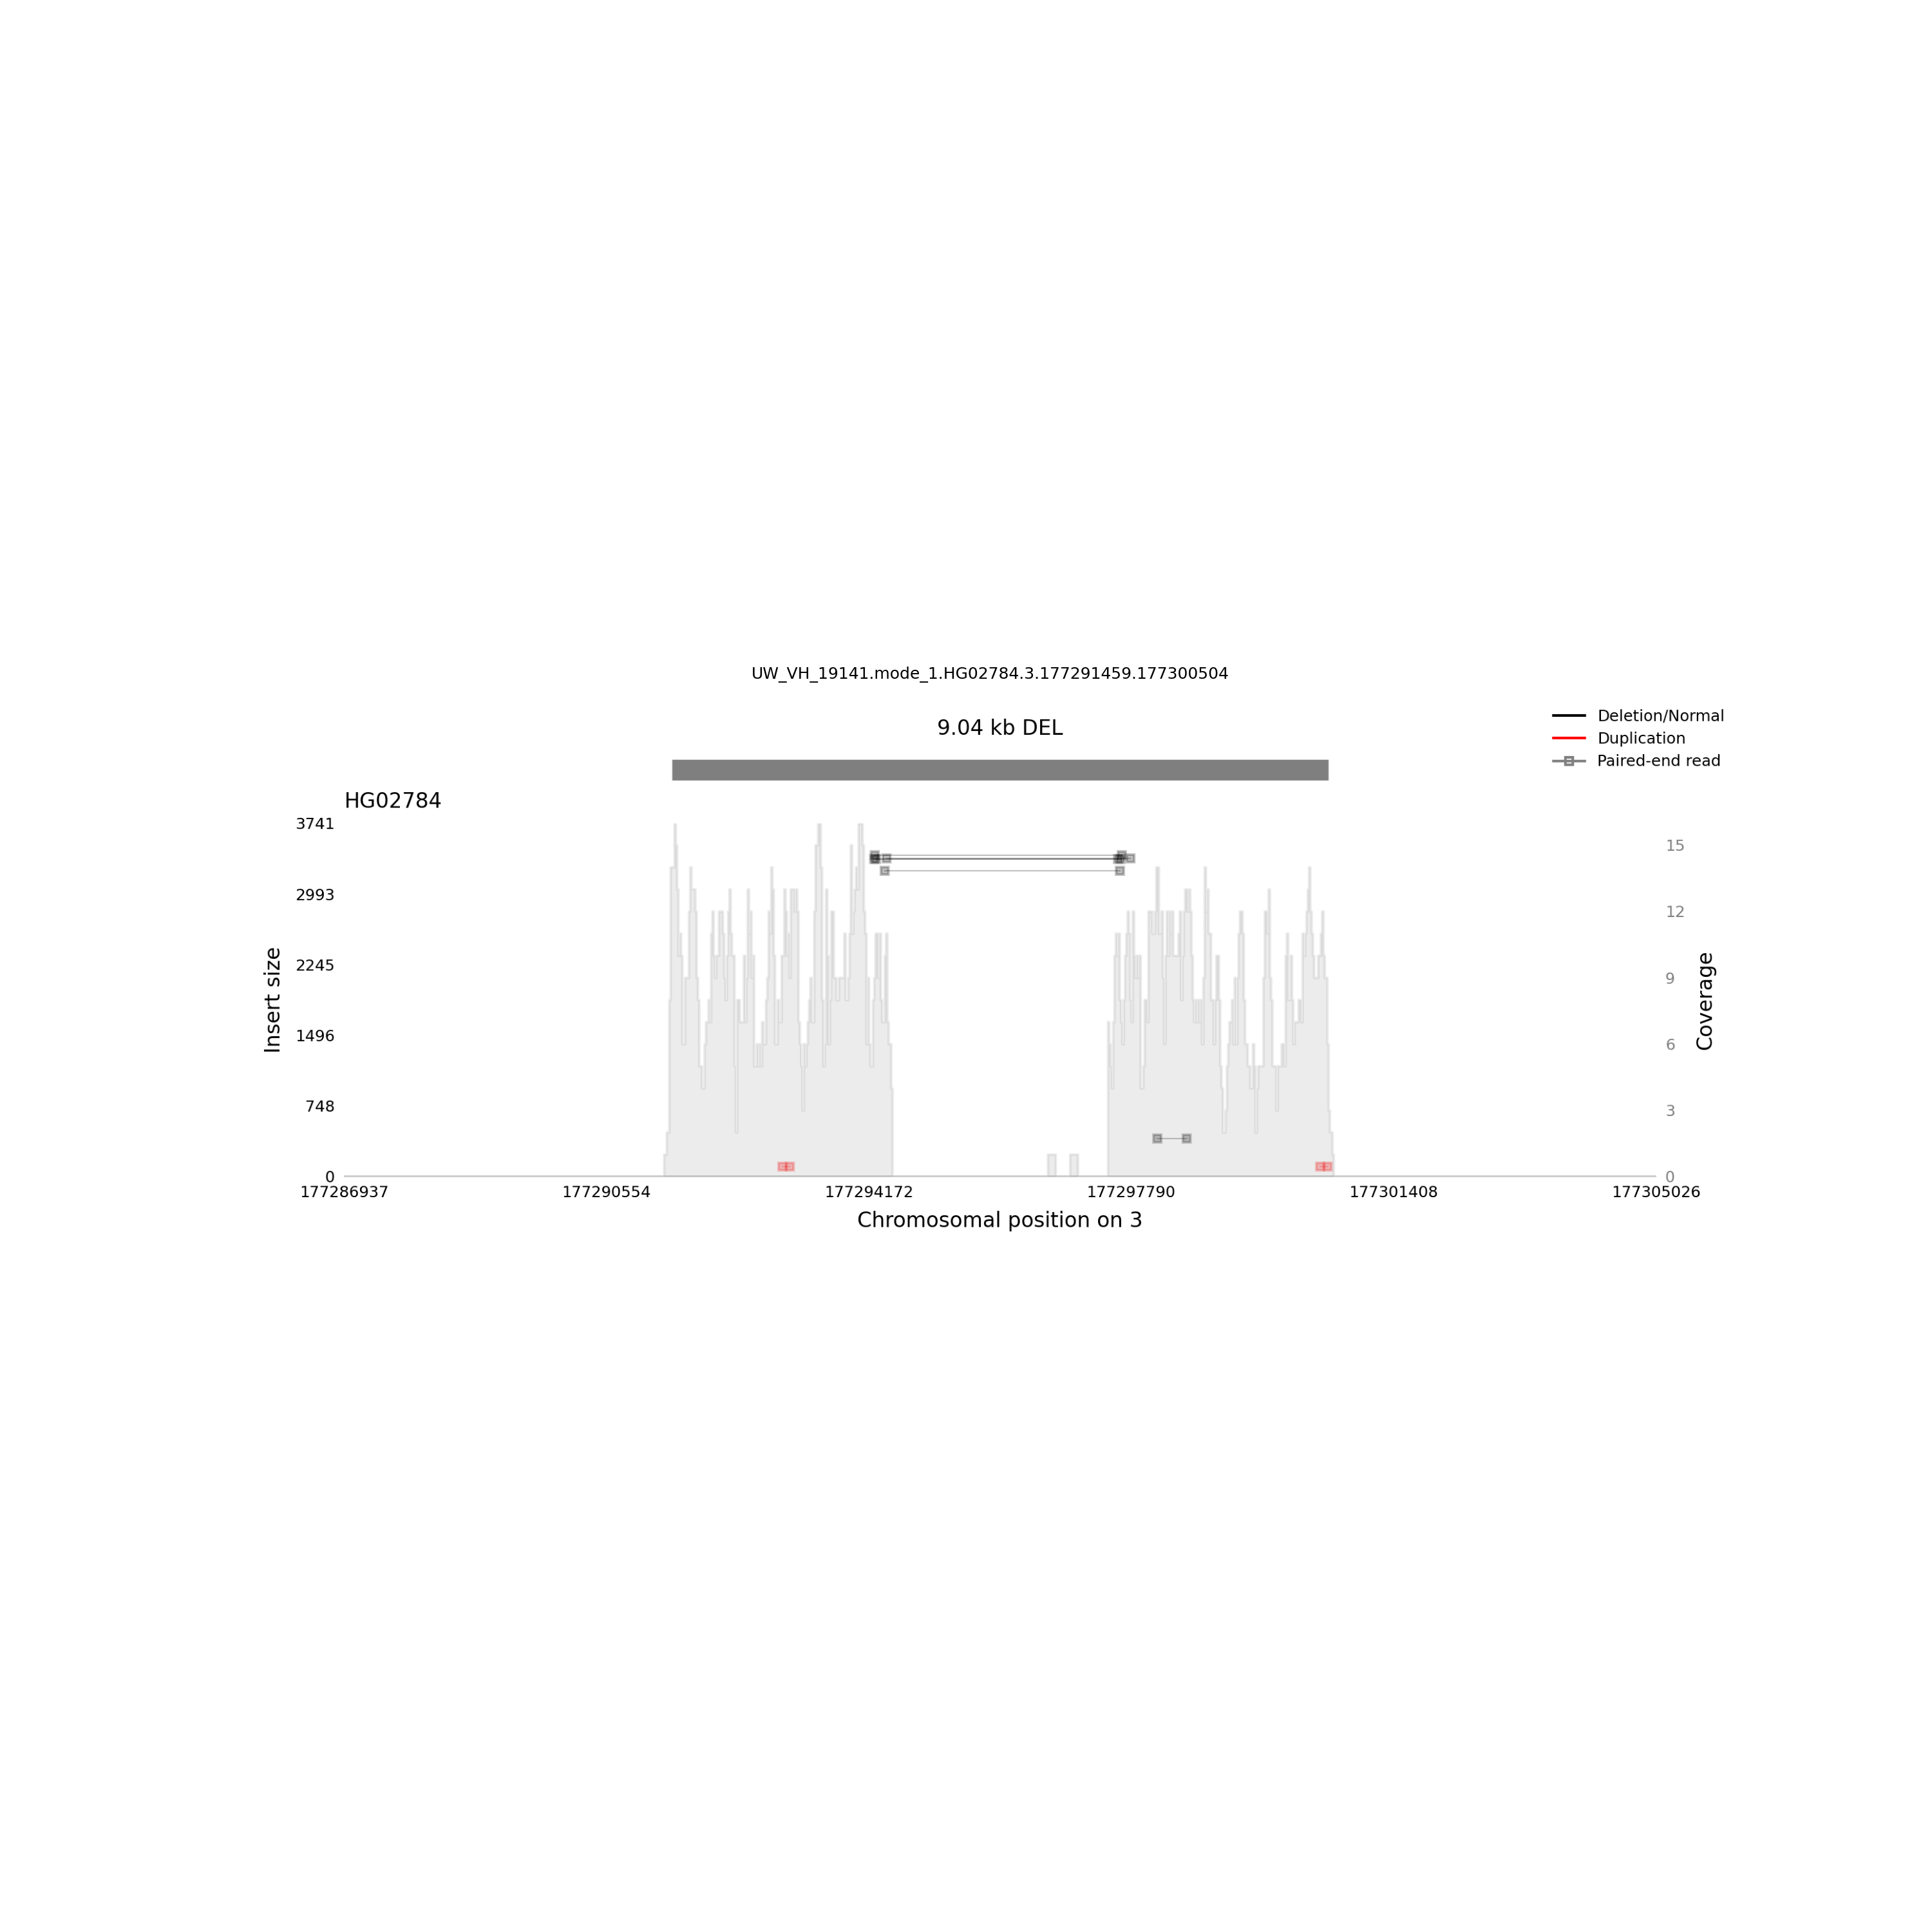 UW_VH_19141.mode_1.HG02784.3.177291459.177300504
9.04 kb DEL
Deletion/Normal
Duplication
Paired-end read
HG02784
3741
2993
2245
1496
748
0
Insert size
15
12
9
6
3
0
Coverage
177286937 177290554 177294172 177297790 177301408 177305026
Chromosomal position on 3